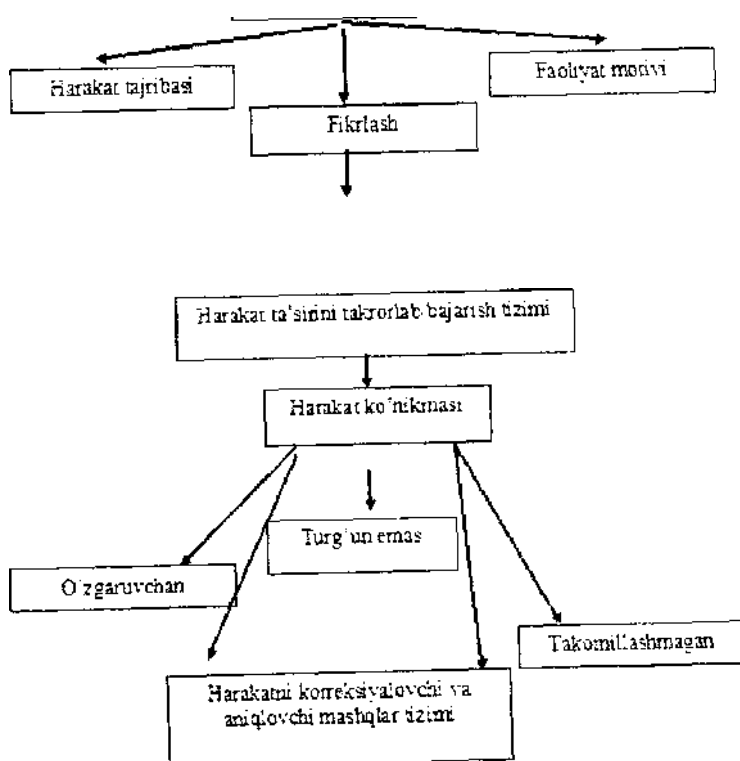 Harakat tajribasi
Faoliyat motivi
Fikrlash
Harakat ta'sirini takrorlab bajarish tizimi
Harakat ko'nikmasi
Turg'un emas
O'zgaruvchan
Takomillashmagan
Harakatni korreksiyalovchi va
aniqlovchi mashqlar tizimi